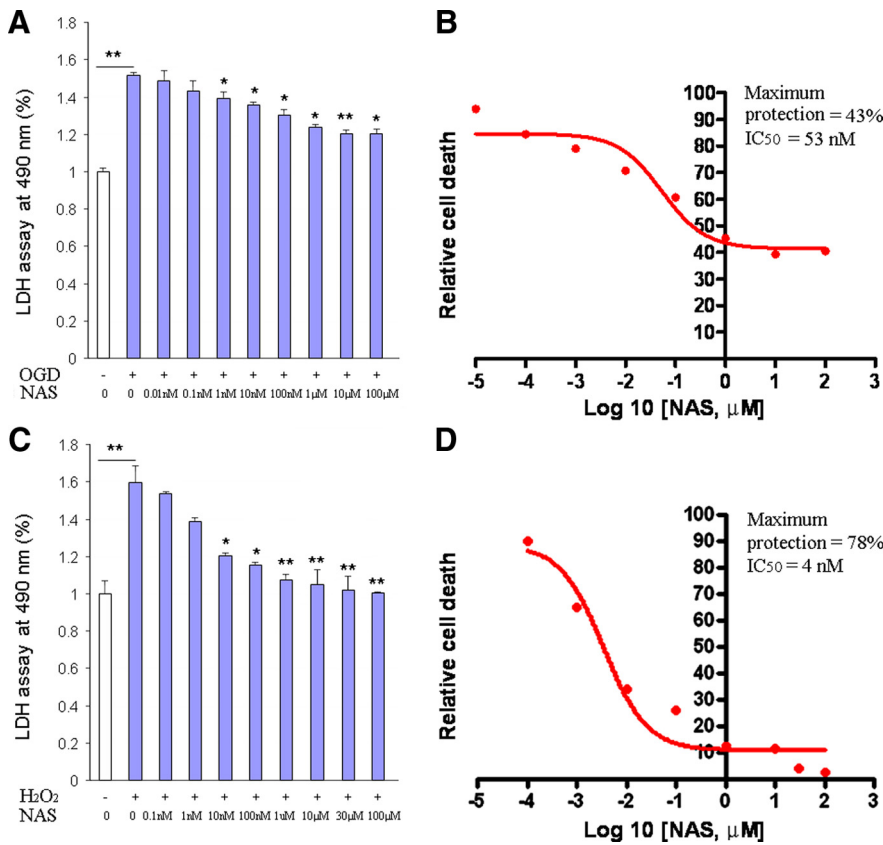 A
LDH assay at 490 nm (%)
1.8
1.6
1.4
1.2
1
0.8
0.6
0.4
0.2
0
**
* * * * ** *
OGD - + + + + + + + + +
NAS 0 0 0.01nM 0.1nM 1nM 10nM 100nM 1μM 10μM 100μM
B
Relative cell death
100
90
80
70
60
50
40
30
20
10
Maximum
protection = 43%
IC50 = 53 nM
-5 -4 -3 -2 -1 0 1 2 3
Log 10 [NAS, μM]
C
LDH assay at 490 nm (%)
1.8
1.6
1.4
1.2
1
0.8
0.6
0.4
0.2
0
**
* * ** ** ** **
H2O2 - + + + + + + + + +
NAS 0 0 0.1nM 1nM 10nM 100nM 1uM 10μM 30μM 100μM
D
Relative cell death
100
90
80
70
60
50
40
30
20
10
Maximum
protection = 78%
IC50 = 4 nM
-5 -4 -3 -2 -1 0 1 2 3
Log 10 [NAS, μM]